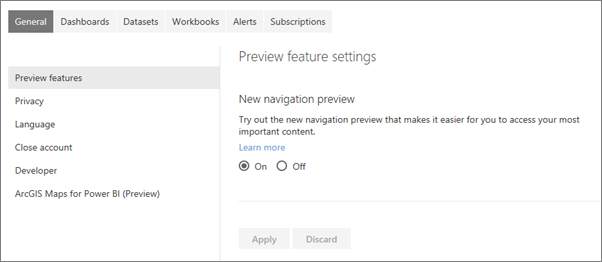 General Dashboards Datasets Workbooks Alerts Subscriptions
Preview features
Privacy
Language
Close account
Developer
ArcGIS Maps for Power BI (Preview)
Preview feature settings
New navigation preview
Try out the new navigation preview that makes it easier for you to access your most
important content.
Learn more
On Off
Apply Discard